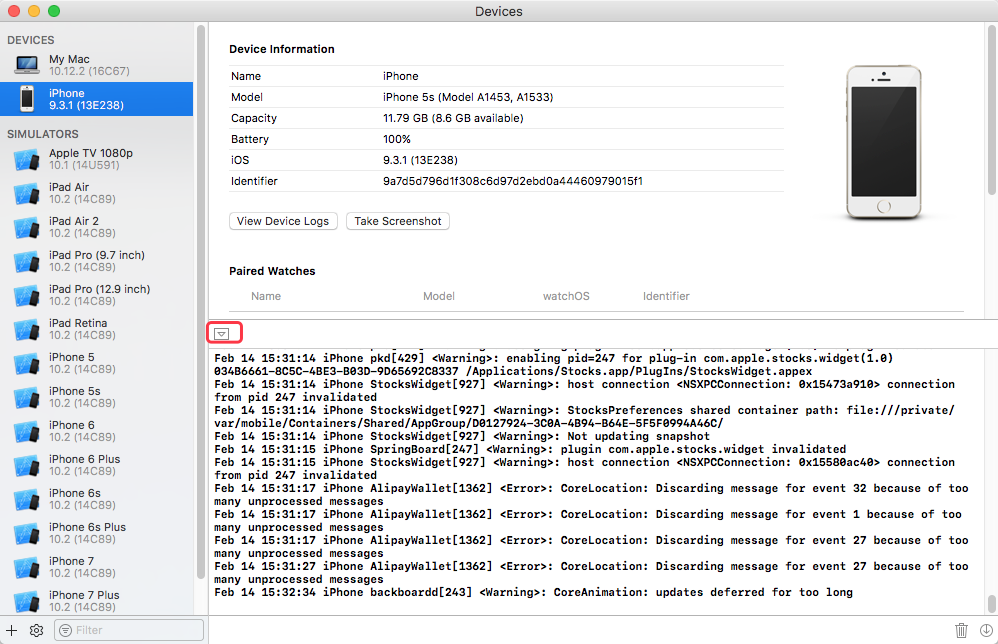 Devices
DEVICES
My Mac
10.12.2 (16C67)
iPhone
9.3.1 (13E238)
SIMULATORS
Apple TV 1080p
10.1 (14U591)
iPad Air
10.2 (14C89)
iPad Air 2
10.2 (14C89)
iPad Pro (9.7 inch)
10.2 (14C89)
iPad Pro (12.9 inch)
10.2 (14C89)
iPad Retina
10.2 (14C89)
iPhone 5
10.2 (14C89)
iPhone 5s
10.2 (14C89)
iPhone 6
10.2 (14C89)
iPhone 6 Plus
10.2 (14C89)
iPhone 6s
10.2 (14C89)
iPhone 6s Plus
10.2 (14C89)
iPhone 7
10.2 (14C89)
iPhone 7 Plus
10.2 (14C89)
Filter
Device Information
Name iPhone
Model iPhone 5s (Model A1453, A1533)
Capacity 11.79 GB (8.6 GB available)
Battery 100%
iOS 9.3.1 (13E238)
Identifier 9a7d5d796d1f308c6d97d2ebd0a44460979015f1
View Device Logs Take Screenshot
Paired Watches
Name Model watchOS Identifier
Feb 14 15:31:14 iPhone pkd[429] <Warning>: enabling pid=247 for plug-in com.apple.stocks.widget(1.0)
034B6661-8C5C-4BE3-B03D-9D65692C8337 /Applications/Stocks.app/PlugIns/StocksWidget.appex
Feb 14 15:31:14 iPhone StocksWidget[927] <Warning>: host connection <NSXPCConnection: 0x15473a910> connection
from pid 247 invalidated
Feb 14 15:31:14 iPhone StocksWidget[927] <Warning>: StocksPreferences shared container path: file:///private/
var/mobile/Containers/Shared/AppGroup/D0127924-3C0A-4B94-B64E-5F5F0994A46C/
Feb 14 15:31:14 iPhone StocksWidget[927] <Warning>: Not updating snapshot
Feb 14 15:31:15 iPhone SpringBoard[247] <Warning>: plugin com.apple.stocks.widget invalidated
Feb 14 15:31:15 iPhone StocksWidget[927] <Warning>: host connection <NSXPCConnection: 0x15580ac40> connection
from pid 247 invalidated
Feb 14 15:31:17 iPhone AlipayWallet[1362] <Error>: CoreLocation: Discarding message for event 32 because of too
many unprocessed messages
Feb 14 15:31:17 iPhone AlipayWallet[1362] <Error>: CoreLocation: Discarding message for event 1 because of too
many unprocessed messages
Feb 14 15:31:17 iPhone AlipayWallet[1362] <Error>: CoreLocation: Discarding message for event 27 because of too
many unprocessed messages
Feb 14 15:31:27 iPhone AlipayWallet[1362] <Error>: CoreLocation: Discarding message for event 27 because of too
many unprocessed messages
Feb 14 15:32:34 iPhone backboardd[243] <Warning>: CoreAnimation: updates deferred for too long